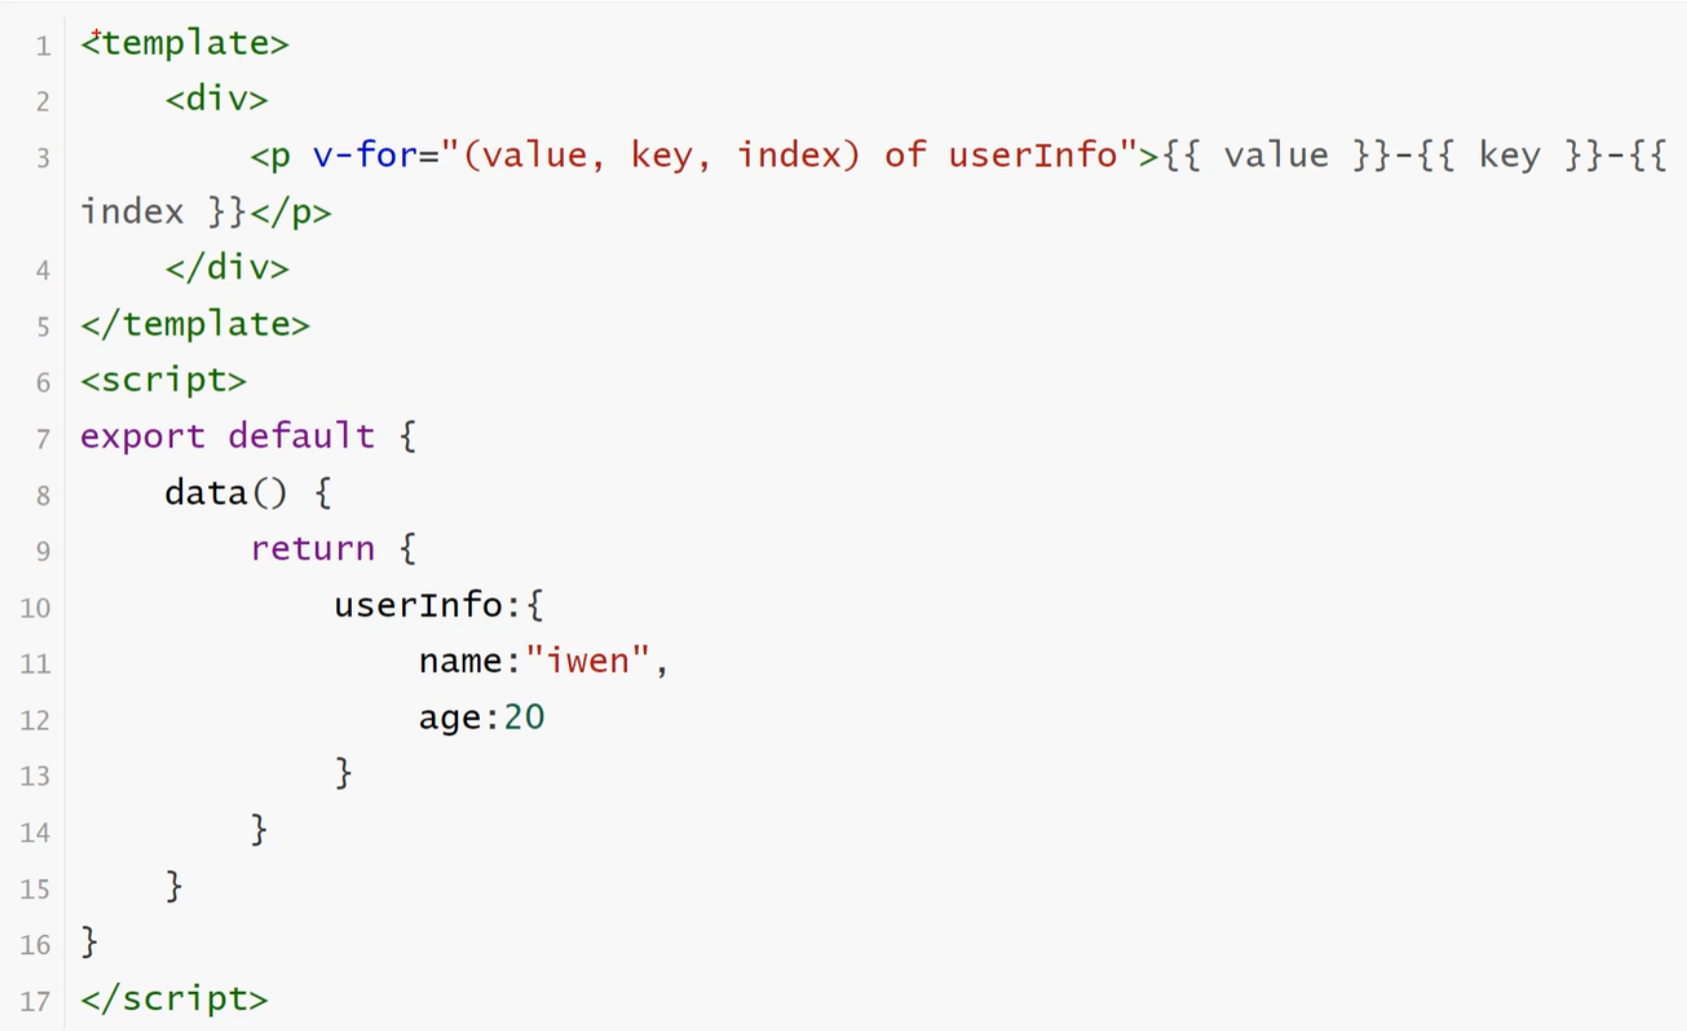 1 <template>
2     <div>
3         <p v-for="(value, key, index) of userInfo">{{ value }}-{{ key }}-{{
index }}</p>
4     </div>
5 </template>
6 <script>
7 export default {
8     data() {
9         return {
10             userInfo:{
11                 name:"iwen",
12                 age:20
13             }
14         }
15     }
16 }
17 </script>